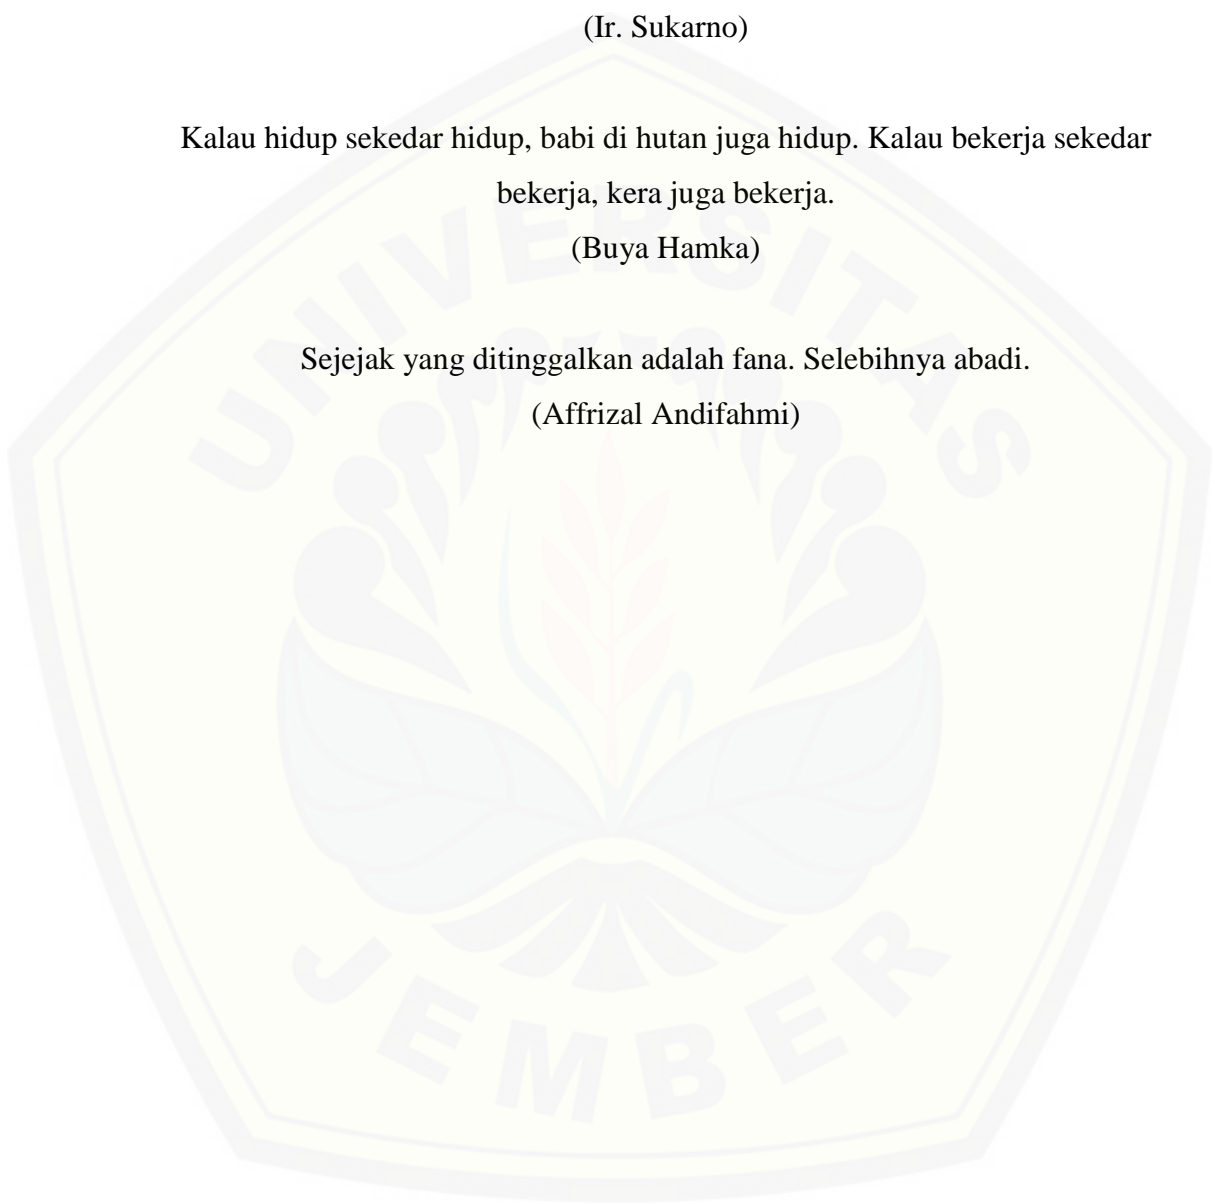 (Ir. Sukarno)
Kalau hidup sekedar hidup, babi di hutan juga hidup. Kalau bekerja sekedar
bekerja, kera juga bekerja.
(Buya Hamka)
Sejejak yang ditinggalkan adalah fana. Selebihnya abadi.
(Affrizal Andifahmi)
UNIVERSITAS
JEMBER